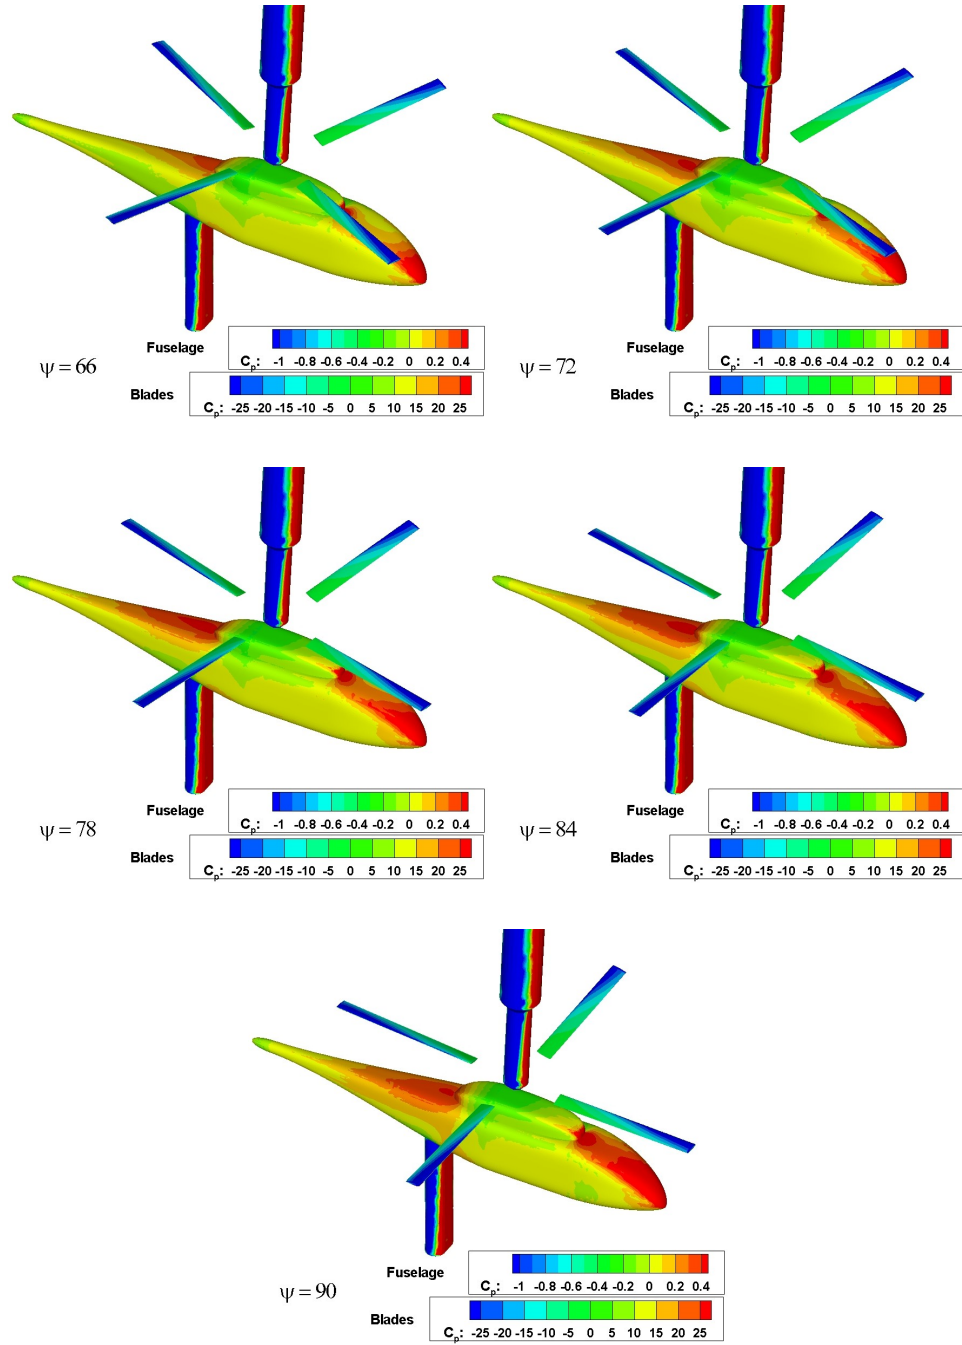 Fuselage
Cp: -1 -0.8 -0.6 -0.4 -0.2 0 0.2 0.4
ψ = 66
Blades
Cp: -25 -20 -15 -10 -5 0 5 10 15 20 25
Fuselage
Cp: -1 -0.8 -0.6 -0.4 -0.2 0 0.2 0.4
ψ = 72
Blades
Cp: -25 -20 -15 -10 -5 0 5 10 15 20 25
Fuselage
Cp: -1 -0.8 -0.6 -0.4 -0.2 0 0.2 0.4
ψ = 78
Blades
Cp: -25 -20 -15 -10 -5 0 5 10 15 20 25
Fuselage
Cp: -1 -0.8 -0.6 -0.4 -0.2 0 0.2 0.4
ψ = 84
Blades
Cp: -25 -20 -15 -10 -5 0 5 10 15 20 25
Fuselage
Cp: -1 -0.8 -0.6 -0.4 -0.2 0 0.2 0.4
ψ = 90
Blades
Cp: -25 -20 -15 -10 -5 0 5 10 15 20 25